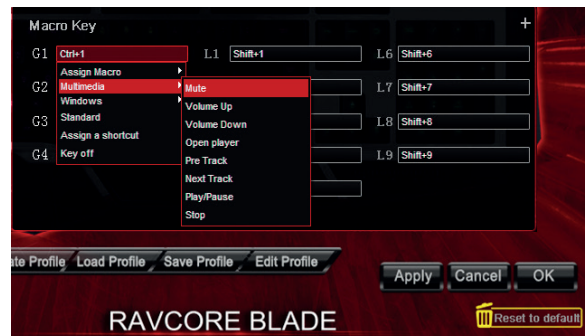 Macro Key +
G1 Ctrl+1 L1 Shift+1 L6 Shift+6
Assign Macro
G2 Multimedia Mute L7 Shift+7
Windows Volume Up
G3 Standard Volume Down L8 Shift+8
Assign a shortcut Open player
G4 Key off Pre Track L9 Shift+9
Next Track
Play/Pause
Stop
Profile Load Profile Save Profile Edit Profile
Apply Cancel OK
RAVCORE BLADE Reset to default